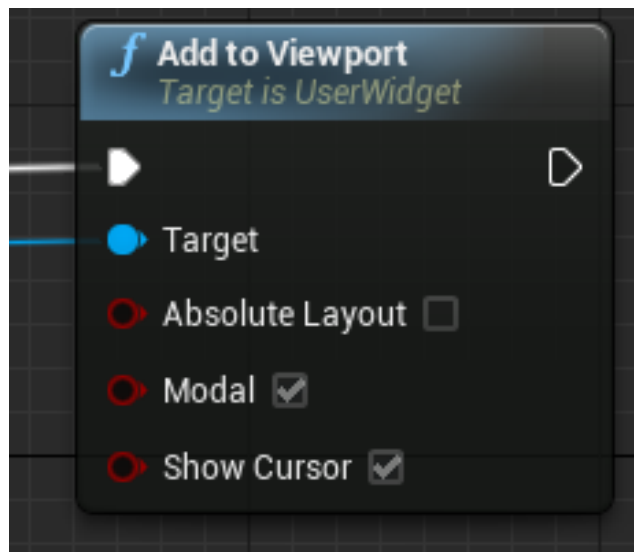 f Add to Viewport
Target is UserWidget
Target
Absolute Layout
Modal
Show Cursor